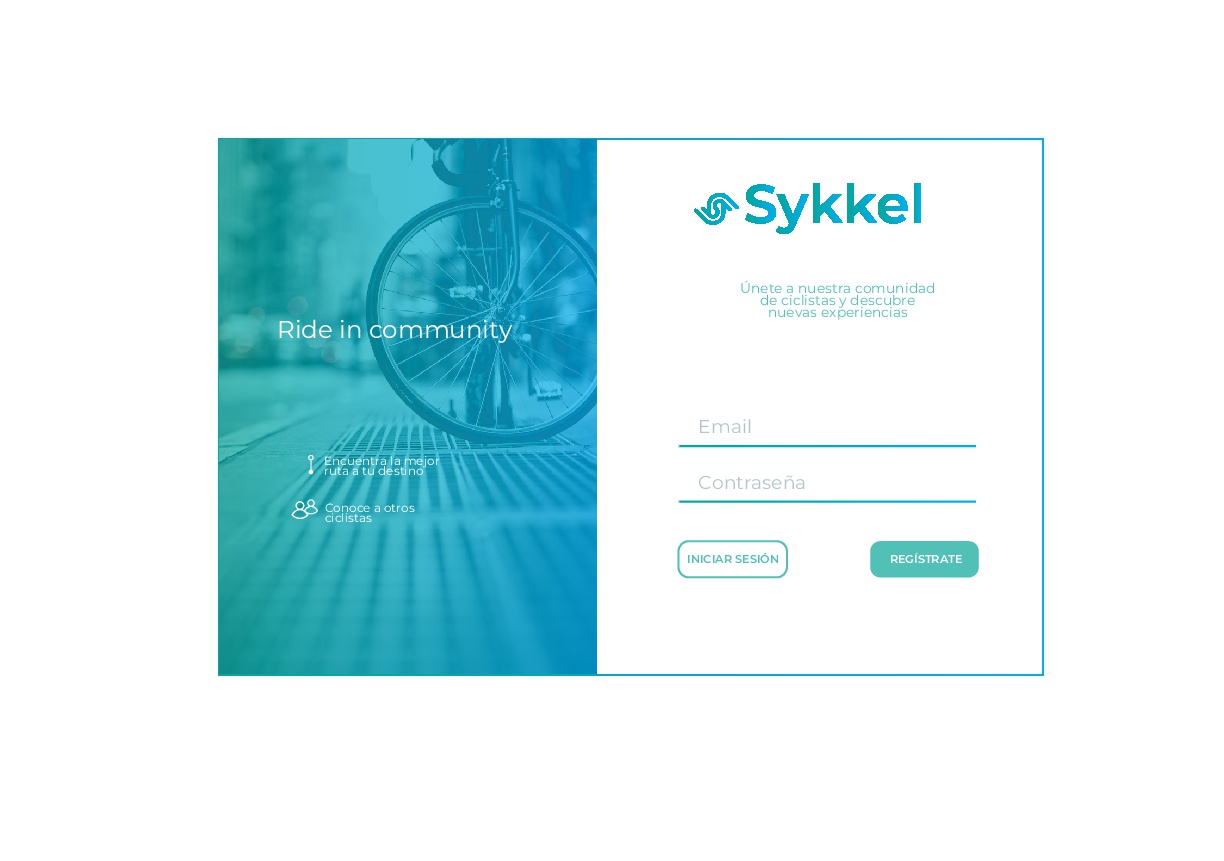 Ride in community
Encuentra la mejor
ruta a tu destino
Conoce a otros
ciclistas
Sykkel
Únete a nuestra comunidad
de ciclistas y descubre
nuevas experiencias
Email
Contraseña
INICIAR SESIÓN
REGÍSTRATE